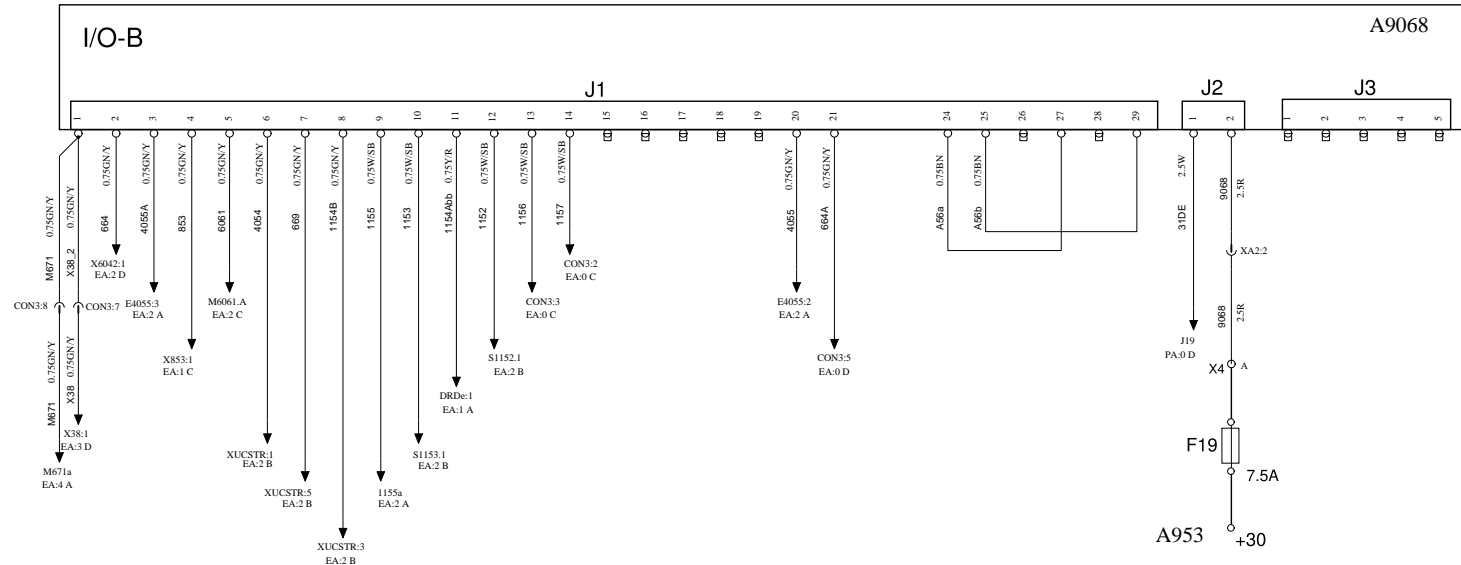 I/O-B
A9068
J1
J2
J3
1 2 3 4 5 6 7 8 9 10 11 12 13 14 15 16 17 18 19 20 21 24 25 26 27 28 29
1 2
1 2 3 4 5
M671 0.75GN/Y
X38_2 0.75GN/Y
664 0.75GN/Y
4055A 0.75GN/Y
853 0.75GN/Y
6061 0.75GN/Y
4054 0.75GN/Y
669 0.75GN/Y
1154B 0.75GN/Y
1155 0.75W/SB
1153 0.75W/SB
1154Abb 0.75Y/R
1152 0.75W/SB
1156 0.75W/SB
1157 0.75W/SB
4055 0.75GN/Y
664A 0.75GN/Y
A56a 0.75BN
A56b 0.75BN
31DE 2.5W
9068 2.5R
XA2:2
X6042:1
EA:2 D
CON3:2
EA:0 C
CON3:8
CON3:7
E4055:3
EA:2 A
M6061.A
EA:2 C
CON3:3
EA:0 C
E4055:2
EA:2 A
9068 2.5R
J19
PA:0 D
M671 0.75GN/Y
X38 0.75GN/Y
X853:1
EA:1 C
S1152.1
EA:2 B
CON3:5
EA:0 D
X4 A
DRDe:1
EA:1 A
X38:1
EA:3 D
XUCSTR:1
EA:2 B
S1153.1
EA:2 B
F19
7.5A
M671a
EA:4 A
XUCSTR:5
EA:2 B
1155a
EA:2 A
XUCSTR:3
EA:2 B
A953
+30